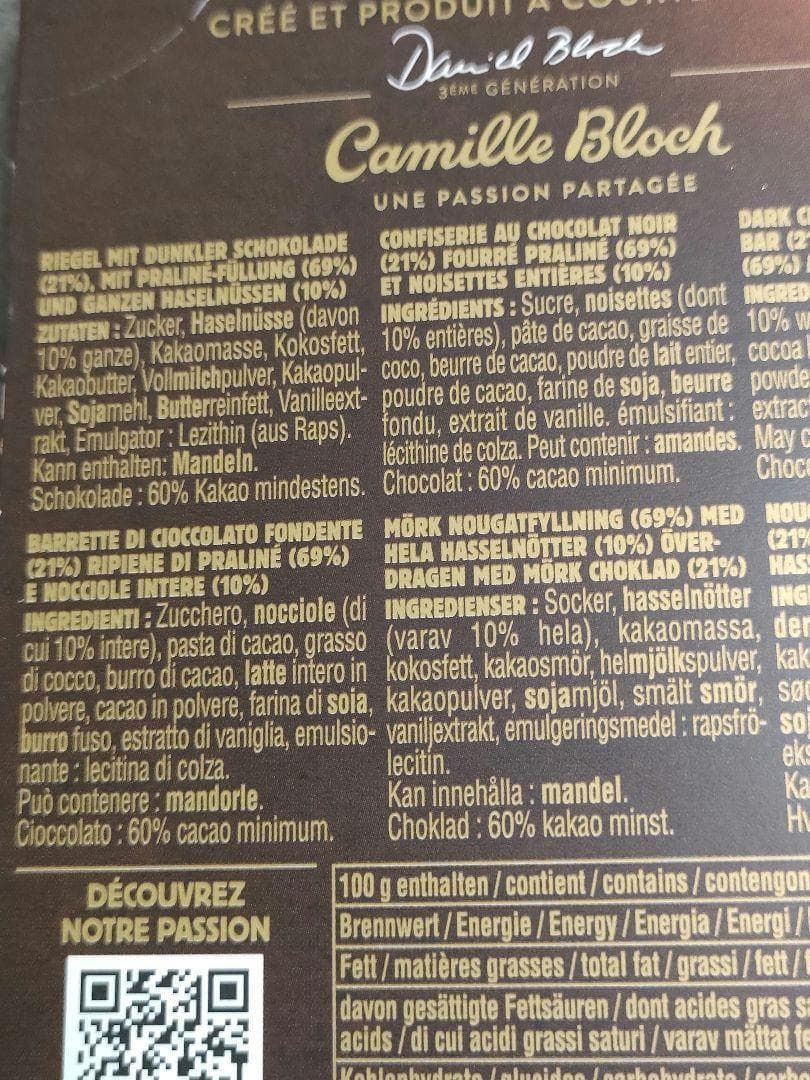 CRÉÉ ET PRODUIT À
Daniel Bloch
3ÈME GÉNÉRATION
Camille Bloch
UNE PASSION PARTAGÉE
RIEGEL MIT DUNKLER SCHOKOLADE
(21%), MIT PRALINÉ-FÜLLUNG (69%)
UND GANZEN HASELNÜSSEN (10%)
ZUTATEN : Zucker, Haselnüsse (davon
10% ganze), Kakaomasse, Kokosfett,
Kakaobutter, Vollmilchpulver, Kakaopul-
ver, Sojamehl, Butterreinfett, Vanilleext-
rakt, Emulgator : Lezithin (aus Raps).
Kann enthalten: Mandeln.
Schokolade : 60% Kakao mindestens.
CONFISERIE AU CHOCOLAT NOIR
(21%) FOURRÉ PRALINÉ (69%)
ET NOISETTES ENTIÈRES (10%)
INGRÉDIENTS : Sucre, noisettes (dont
10% entières), pâte de cacao, graisse de
coco, beurre de cacao, poudre de lait entier,
poudre de cacao, farine de soja, beurre
fondu, extrait de vanille. émulsifiant :
lécithine de colza. Peut contenir : amandes.
Chocolat : 60% cacao minimum.
DARK
BAR
(69%)
10%
cocoa
May
BARRETTE DI CIOCCOLATO FONDENTE
(21%) RIPIENE DI PRALINÉ (69%)
E NOCCIOLE INTERE (10%)
INGREDIENTI : Zucchero, nocciole (di
cui 10% intere), pasta di cacao, grasso
di cocco, burro di cacao, latte intero in
polvere, cacao in polvere, farina di soia,
burro fuso, estratto di vaniglia, emulsio-
nante : lecitina di colza.
Può contenere : mandorle.
Cioccolato : 60% cacao minimum.
MÖRK NOUGATFYLLNING (69%) MED
HELA HASSELNÖTTER (10%) ÖVER-
DRAGEN MED MÖRK CHOKLAD (21%)
INGREDIENSER : Socker, hasselnötter
(varav 10% hela), kakaomassa,
kokosfett, kakaosmör, helmjölkspulver,
kakaopulver, sojamjöl, smält smör,
vaniljextrakt, emulgeringsmedel : rapsfrö-
lecitin.
Kan innehålla : mandel.
Choklad : 60% kakao minst.
DÉCOUVREZ
NOTRE PASSION
100 g enthalten / contient / contains / contengon
Brennwert / Energie / Energy / Energia / Energi /
Fett / matières grasses / total fat / grassi / fett /
davon gesättigte Fettsäuren / dont acides gras
acids / di cui acidi grassi saturi / varav mättat
Kohlenhydrate / glucides / carbohydrate /